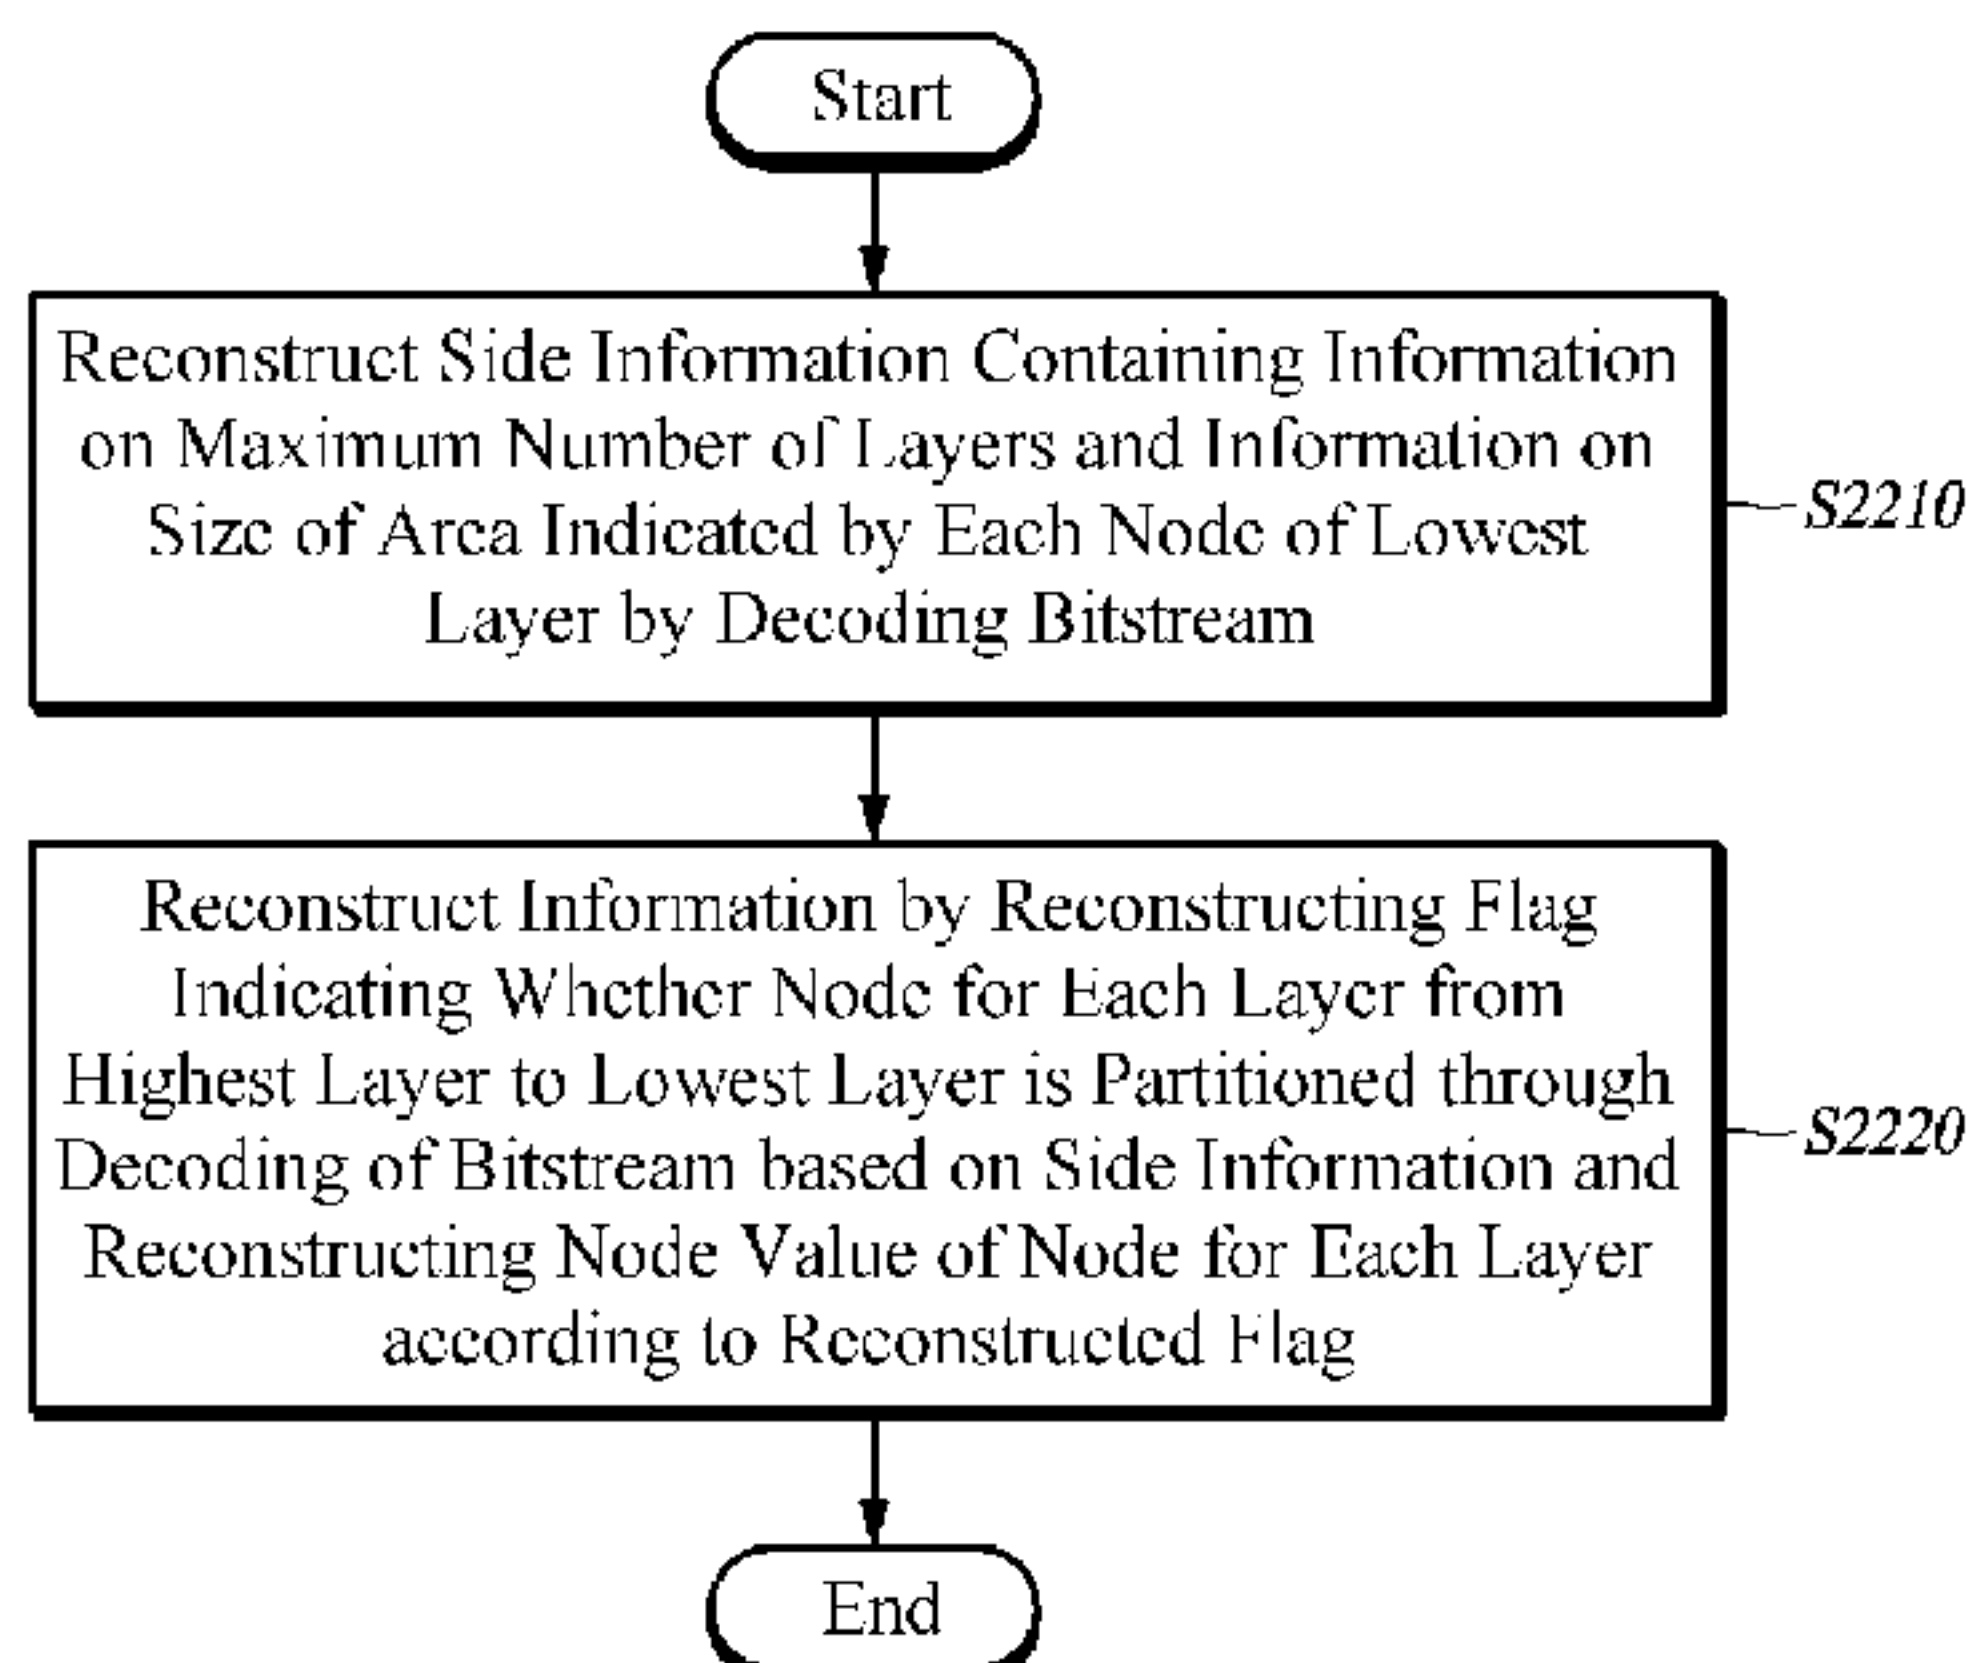 Start
Reconstruct Side Information Containing Information
on Maximum Number of Layers and Information on
Size of Area Indicated by Each Node of Lowest
Layer by Decoding Bitstream
S2210
Reconstruct Information by Reconstructing Flag
Indicating Whether Node for Each Layer from
Highest Layer to Lowest Layer is Partitioned through
Decoding of Bitstream based on Side Information and
Reconstructing Node Value of Node for Each Layer
according to Reconstructed Flag
S2220
End